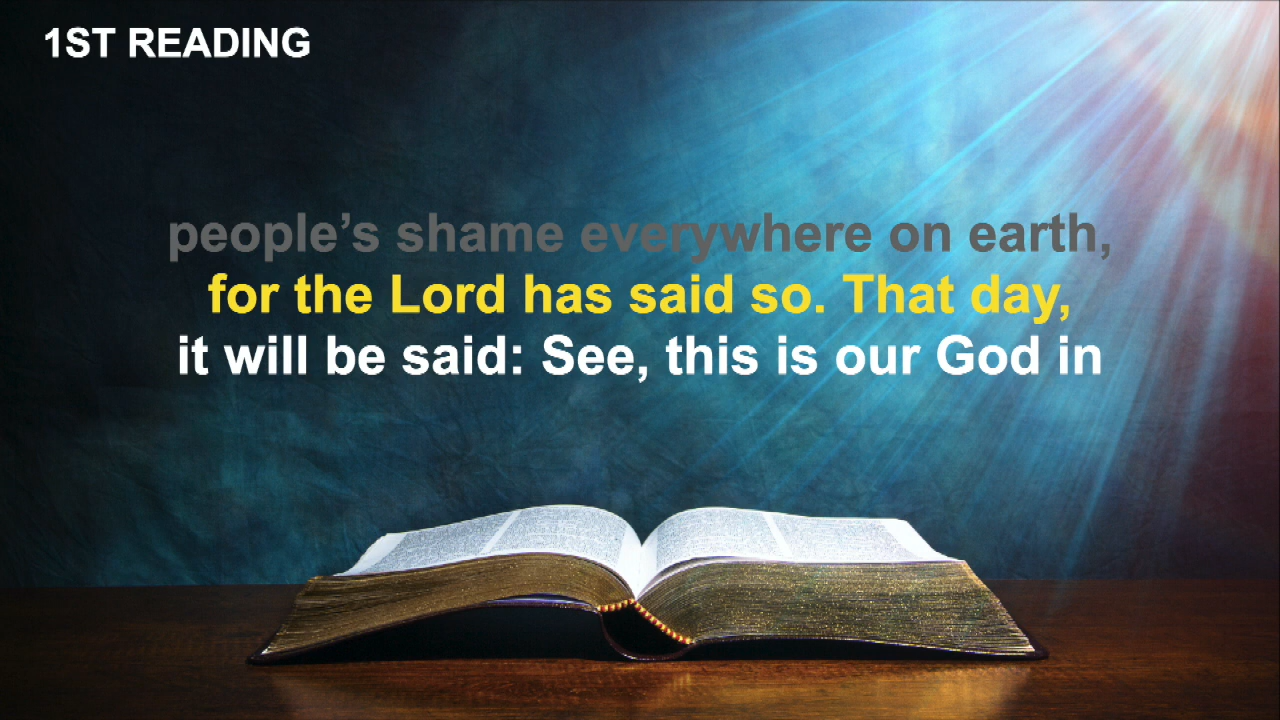 1ST READING
people’s shame everywhere on earth,
for the Lord has said so. That day,
it will be said: See, this is our God in